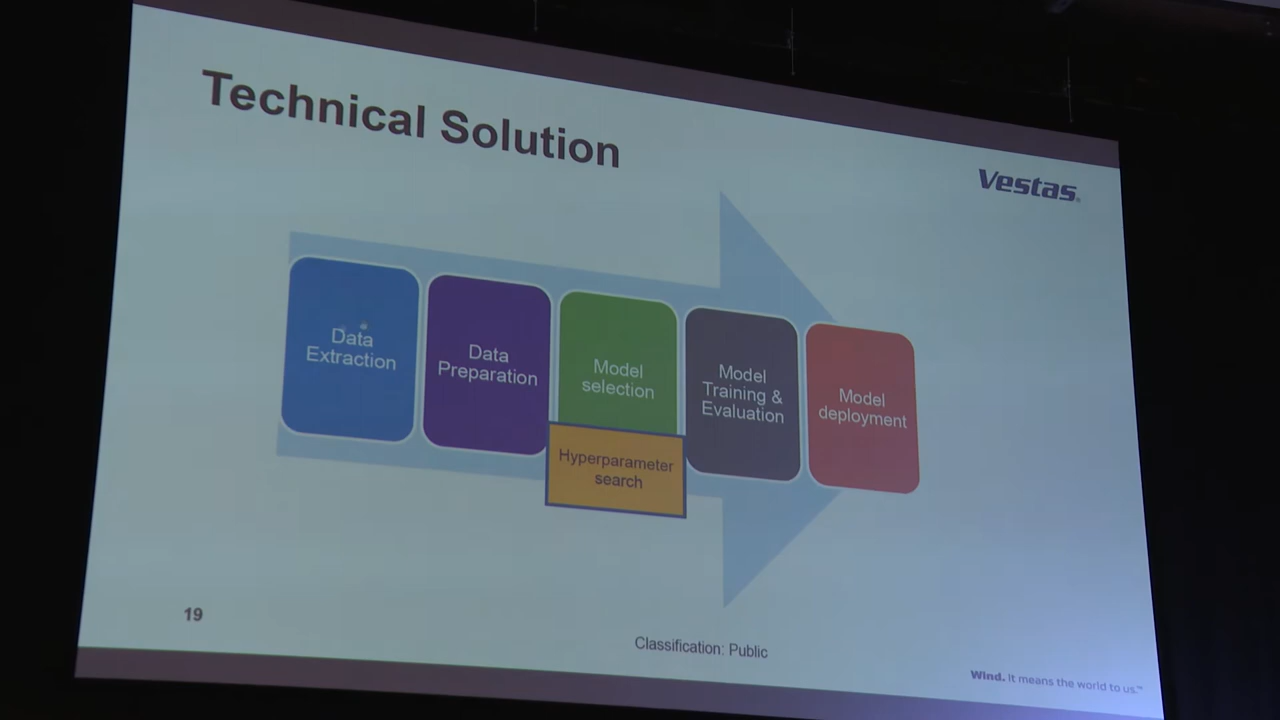 Technical Solution
Vestas
Data
Extraction
Data
Preparation
Model
selection
Hyperparameter
search
Model
Training &
Evaluation
Model
deployment
19
Classification: Public
Wind. It means the world to us.™